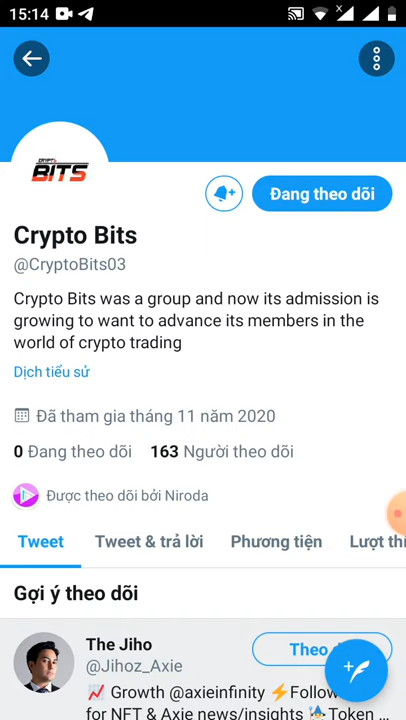 15:14
CRYPTO
BITS
Đang theo dõi
Crypto Bits
@CryptoBits03
Crypto Bits was a group and now its admission is
growing to want to advance its members in the
world of crypto trading
Dịch tiểu sử
Đã tham gia tháng 11 năm 2020
0 Đang theo dõi 163 Người theo dõi
Được theo dõi bởi Niroda
Tweet Tweet & trả lời Phương tiện Lượt
Gợi ý theo dõi
The Jiho
@Jihoz_Axie
Theo
📈 Growth @axieinfinity ⚡Follow
for NFT & Axie news/insights 🧙Token ...